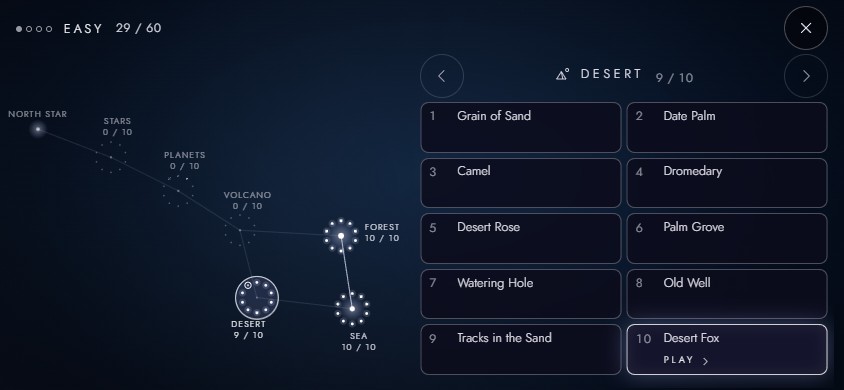 EASY 29 / 60
DESERT 9 / 10
NORTH STAR
STARS
0 / 10
PLANETS
0 / 10
VOLCANO
0 / 10
FOREST
10 / 10
DESERT
9 / 10
SEA
10 / 10
1 Grain of Sand
2 Date Palm
3 Camel
4 Dromedary
5 Desert Rose
6 Palm Grove
7 Watering Hole
8 Old Well
9 Tracks in the Sand
10 Desert Fox
PLAY